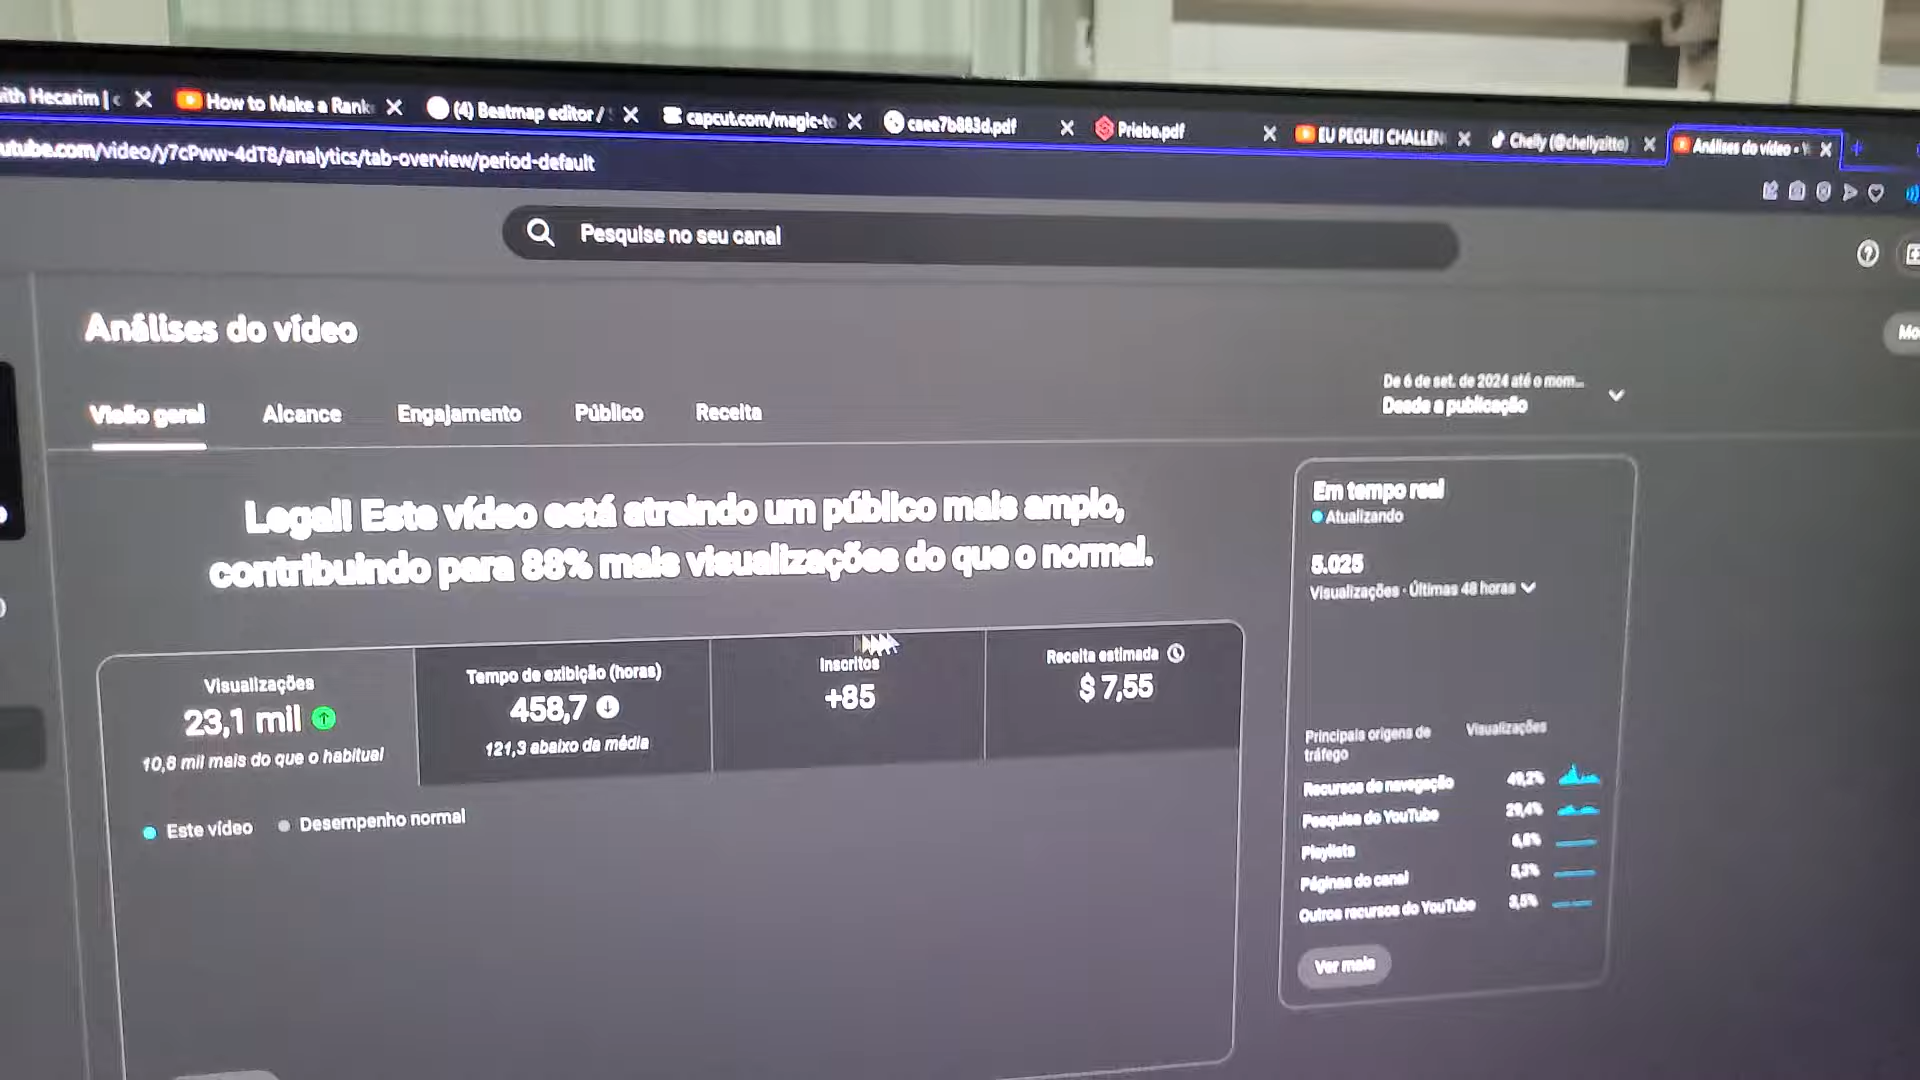 ith Hecarim | c
How to Make a Rank
(4) Beatmap editor /
capcut.com/magic-to
caee7b883d.pdf
Priebe.pdf
EU PEGUEI CHALLEN
Chelly (@chellyzitto)
Análises do vídeo - Y
utube.com/video/y7cPww-4dT8/analytics/tab-overview/period-default
Pesquise no seu canal
Análises do vídeo
Mo
De 6 de set. de 2024 até o mom...
Desde a publicação
Visão geral
Alcance
Engajamento
Público
Receita
Legal! Este vídeo está atraindo um público mais amplo,
contribuindo para 88% mais visualizações do que o normal.
Visualizações
23,1 mil
10,8 mil mais do que o habitual
Tempo de exibição (horas)
458,7
121,3 abaixo da média
Inscritos
+85
Receita estimada
$ 7,55
Este vídeo
Desempenho normal
Em tempo real
Atualizando
5.025
Visualizações · Últimas 48 horas
Principais origens de
tráfego
Visualizações
Recursos de navegação 49,2%
Pesquisa do YouTube 29,4%
Playlists 6,8%
Páginas do canal 5,3%
Outros recursos do YouTube 3,5%
Ver mais